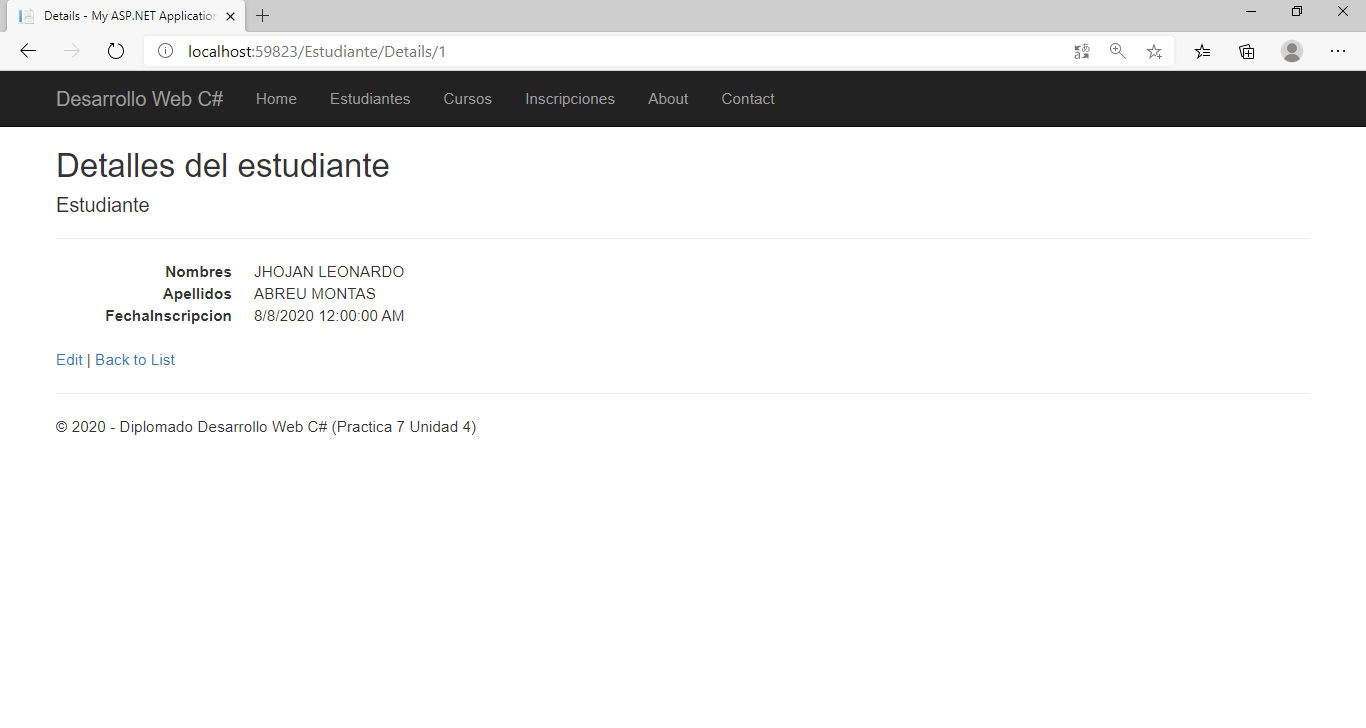 Details - My ASP.NET Application
localhost:59823/Estudiante/Details/1
Desarrollo Web C# Home Estudiantes Cursos Inscripciones About Contact
Detalles del estudiante
Estudiante
Nombres JHOJAN LEONARDO
Apellidos ABREU MONTAS
FechaInscripcion 8/8/2020 12:00:00 AM
Edit | Back to List
© 2020 - Diplomado Desarrollo Web C# (Practica 7 Unidad 4)